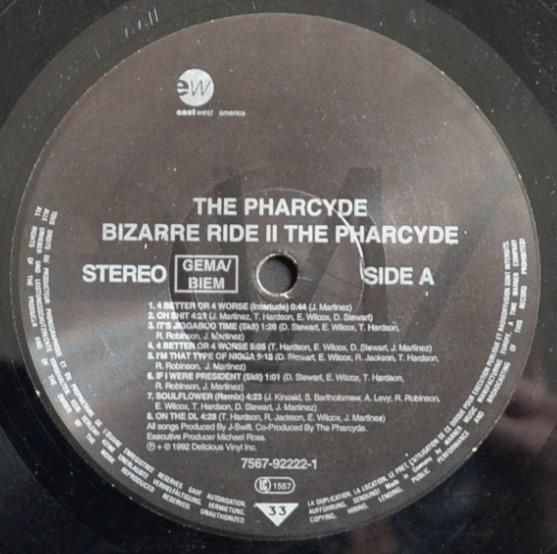 ew
eastwest america
THE PHARCYDE
BIZARRE RIDE II THE PHARCYDE
STEREO GEMA/ BIEM SIDE A
1. 4 BETTER OR 4 WORSE (Interlude) 0:44 (J. Martinez)
2. OH SHIT 4:27 (J. Martinez, T. Hardson, E. Wilcox, D. Stewart)
3. IT'S JIGGABOO TIME (Skit) 1:26 (D. Stewart, E. Wilcox, T. Hardson,
R. Robinson, J. Martinez)
4. 4 BETTER OR 4 WORSE 5:05 (T. Hardson, E. Wilcox, D. Stewart, J. Martinez)
5. I'M THAT TYPE OF NIGGA 5:15 (D. Stewart, E. Wilcox, R. Jackson, T. Hardson,
R. Robinson, J. Martinez)
6. IF I WERE PRESIDENT (Skit) 1:01 (D. Stewart, E. Wilcox, T. Hardson,
R. Robinson, J. Martinez)
7. SOULFLOWER (Remix) 4:23 (J. Kincaid, S. Bartholomew, A. Levy, R. Robinson,
E. Wilcox, T. Hardson, D. Stewart, J. Martinez)
8. ON THE DL 4:28 (T. Hardson, R. Jackson, E. Wilcox, J. Martinez)
All songs Produced by J-Swift. Co-Produced By The Pharcyde.
Executive Producer Michael Ross.
℗ + © 1992 Delicious Vinyl Inc.
7567-92222-1
LC 1557
33